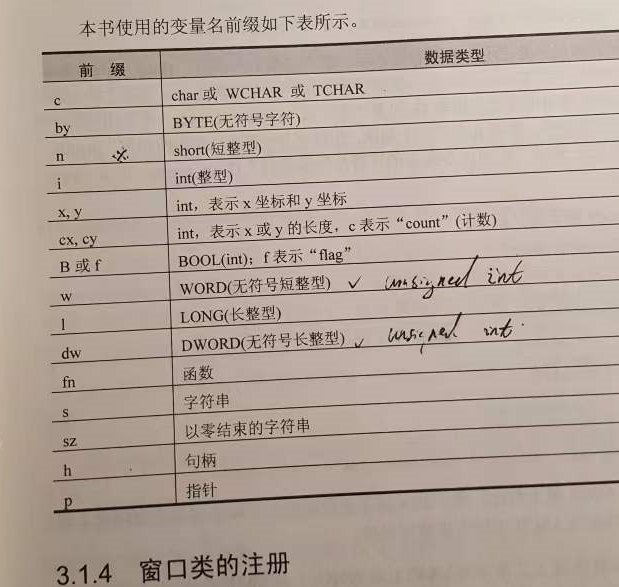 本书使用的变量名前缀如下表所示。
前 缀 数据类型
c char 或 WCHAR 或 TCHAR
by BYTE(无符号字符)
n short(短整型)
i int(整型)
x, y int，表示 x 坐标和 y 坐标
cx, cy int，表示 x 或 y 的长度，c 表示“count”(计数)
B 或 f BOOL(int)；f 表示“flag”
w WORD(无符号短整型) ✓ unsigned int
l LONG(长整型)
dw DWORD(无符号长整型) ✓ unsigned int.
fn 函数
s 字符串
sz 以零结束的字符串
h 句柄
p 指针
3.1.4 窗口类的注册